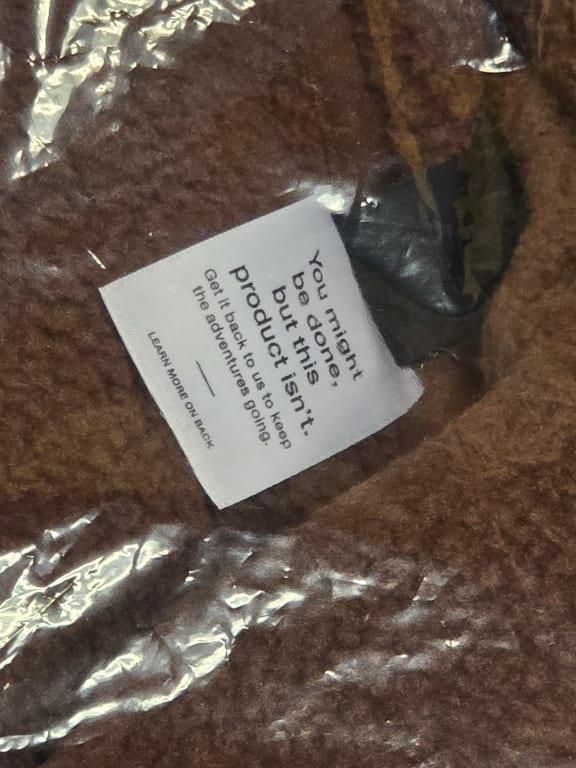 You might
be done,
but this
product isn't.
Get it back to us to keep
the adventures going.
LEARN MORE ON BACK